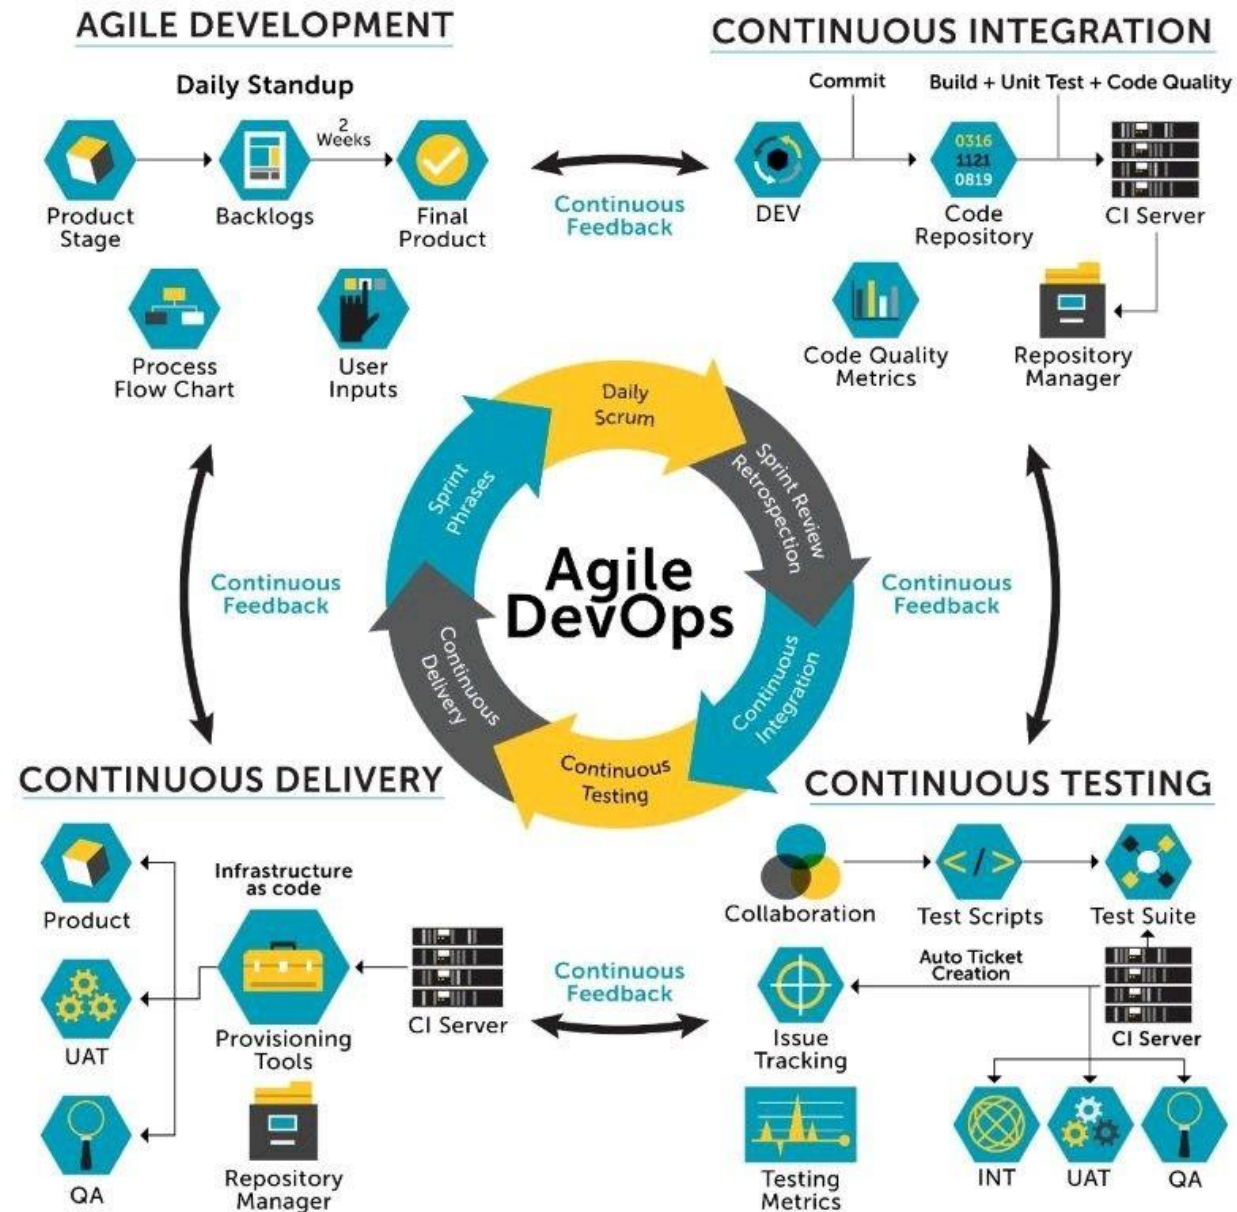 AGILE DEVELOPMENT
Daily Standup
2
Weeks
Product
Stage
Backlogs
Final
Product
Process
Flow Chart
User
Inputs
Continuous
Feedback
CONTINUOUS INTEGRATION
Commit
Build + Unit Test + Code Quality
0316
1121
0819
DEV
Code
Repository
CI Server
Code Quality
Metrics
Repository
Manager
Daily
Scrum
Sprint Review
Retrospection
Continuous
Integration
Continuous
Testing
Continuous
Delivery
Sprint
Phrases
Agile
DevOps
Continuous
Feedback
Continuous
Feedback
CONTINUOUS DELIVERY
Product
Infrastructure
as code
UAT
Provisioning
Tools
CI Server
QA
Repository
Manager
Continuous
Feedback
CONTINUOUS TESTING
Collaboration
</>
Test Scripts
Test Suite
Auto Ticket
Creation
Issue
Tracking
CI Server
Testing
Metrics
INT
UAT
QA